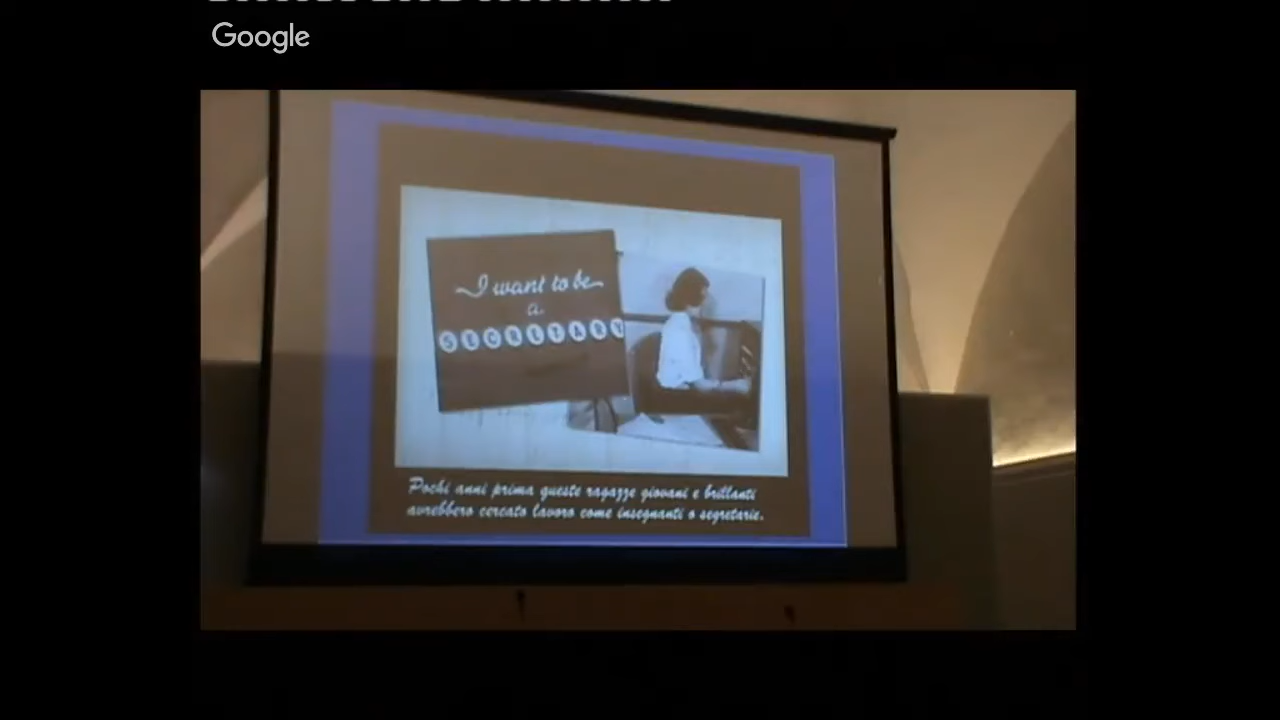 Google
I want to be
a
SECRETARY
Pochi anni prima queste ragazze giovani e brillanti
avrebbero cercato lavoro come insegnanti o segretarie.